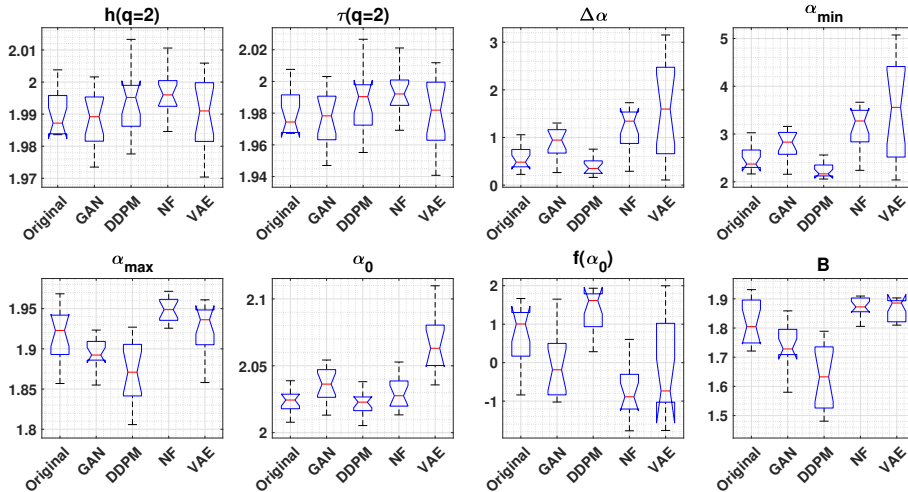 h(q=2)
2.01
2
1.99
1.98
1.97
Original
GAN
DDPM
NF
VAE
τ(q=2)
2.02
2
1.98
1.96
1.94
Original
GAN
DDPM
NF
VAE
Δα
3
2
1
0
Original
GAN
DDPM
NF
VAE
αmin
5
4
3
2
Original
GAN
DDPM
NF
VAE
αmax
1.95
1.9
1.85
1.8
Original
GAN
DDPM
NF
VAE
α0
2.1
2.05
2
Original
GAN
DDPM
NF
VAE
f(α0)
2
1
0
-1
Original
GAN
DDPM
NF
VAE
B
1.9
1.8
1.7
1.6
1.5
Original
GAN
DDPM
NF
VAE